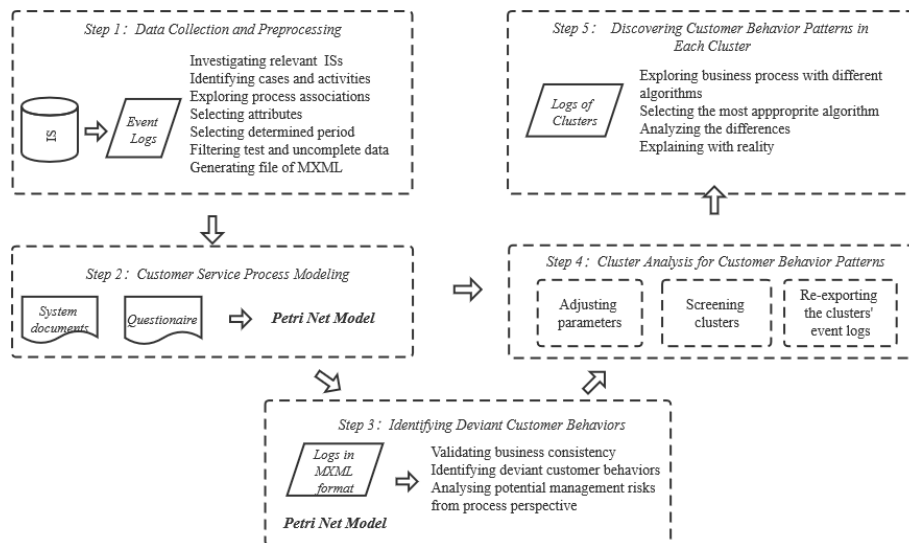 Step 1：Data Collection and Preprocessing
IS
Event
Logs
Investigating relevant ISs
Identifying cases and activities
Exploring process associations
Selecting attributes
Selecting determined period
Filtering test and uncomplete data
Generating file of MXML
Step 2：Customer Service Process Modeling
System
documents
Questionaire
Petri Net Model
Step 3：Identifying Deviant Customer Behaviors
Logs in
MXML
format
Petri Net Model
Validating business consistency
Identifying deviant customer behaviors
Analysing potential management risks
from process perspective
Step 4：Cluster Analysis for Customer Behavior Patterns
Adjusting
parameters
Screening
clusters
Re-exporting
the clusters'
event logs
Step 5：Discovering Customer Behavior Patterns in
Each Cluster
Logs of
Clusters
Exploring business process with different
algorithms
Selecting the most appproprite algorithm
Analyzing the differences
Explaining with reality